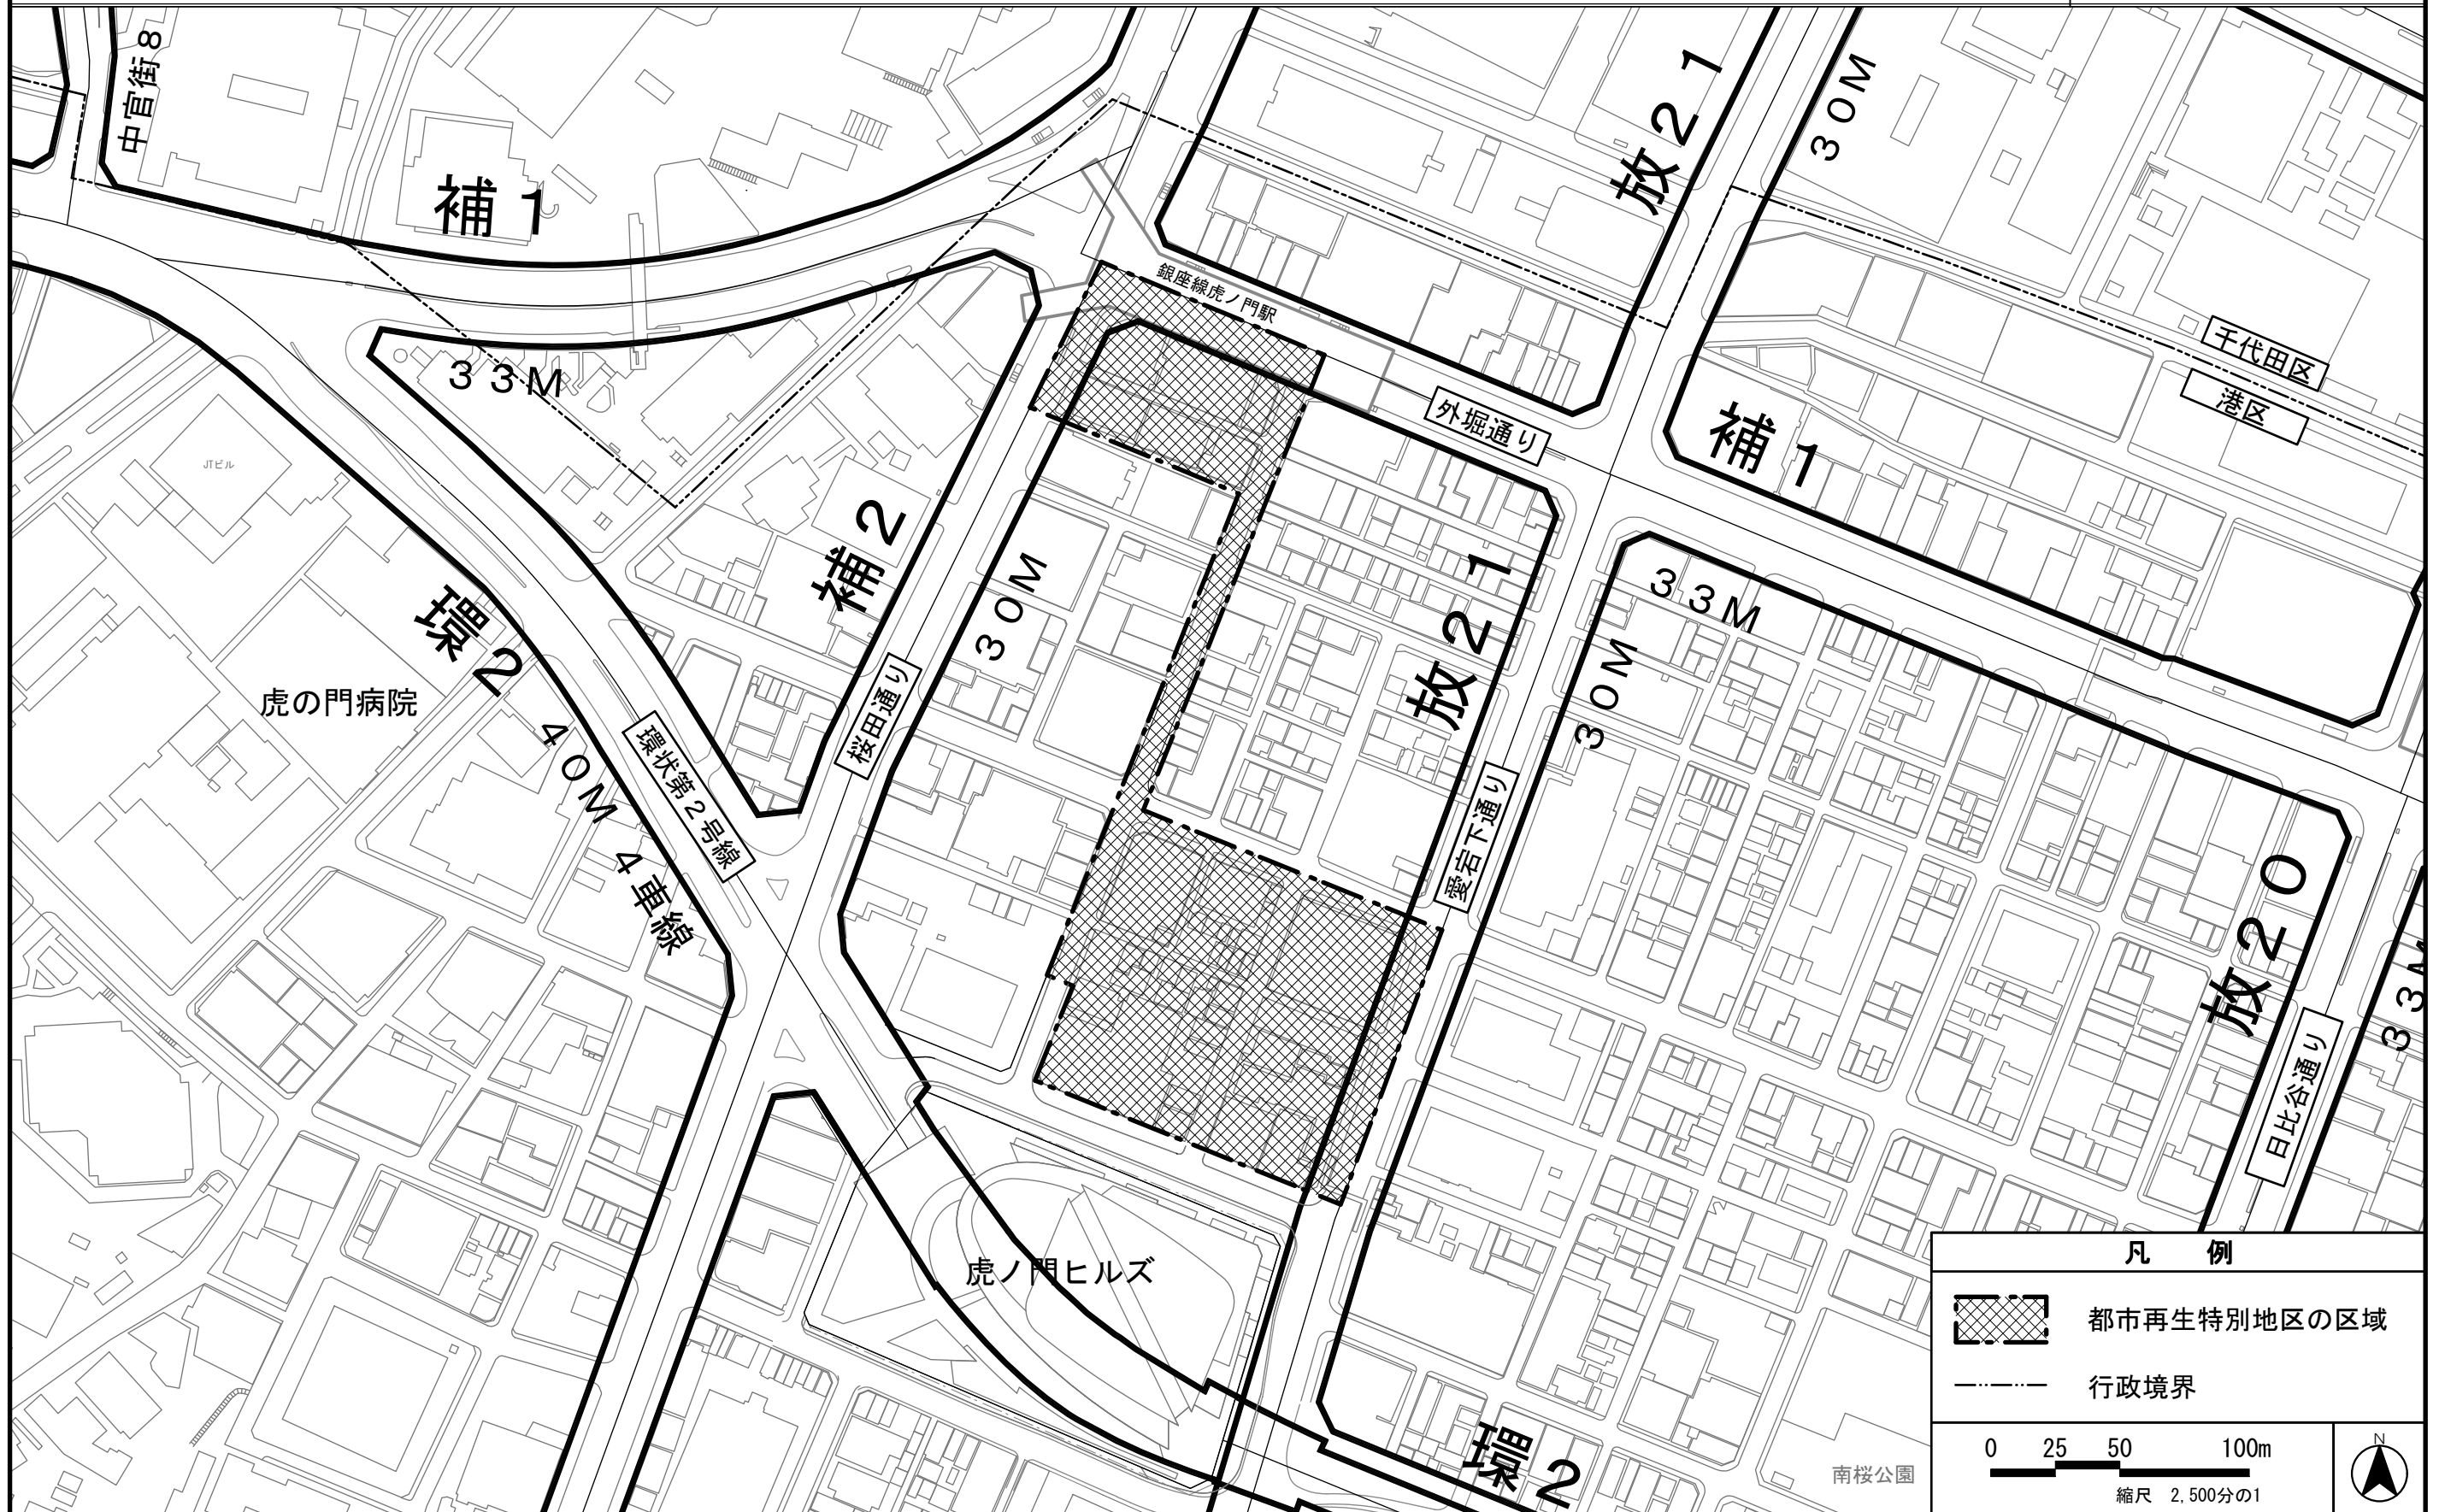 中官街8
補1
放21
30M
銀座線虎ノ門駅
千代田区
港区
33M
外堀通り
補1
JTビル
補2
30M
放21
33M
環2
30M
虎の門病院
桜田通り
40M
環状第2号線
4車線
愛宕下通り
放20
33M
日比谷通り
虎ノ門ヒルズ
環2
南桜公園
凡 例
都市再生特別地区の区域
行政境界
0 25 50 100m
縮尺 2,500分の1
N